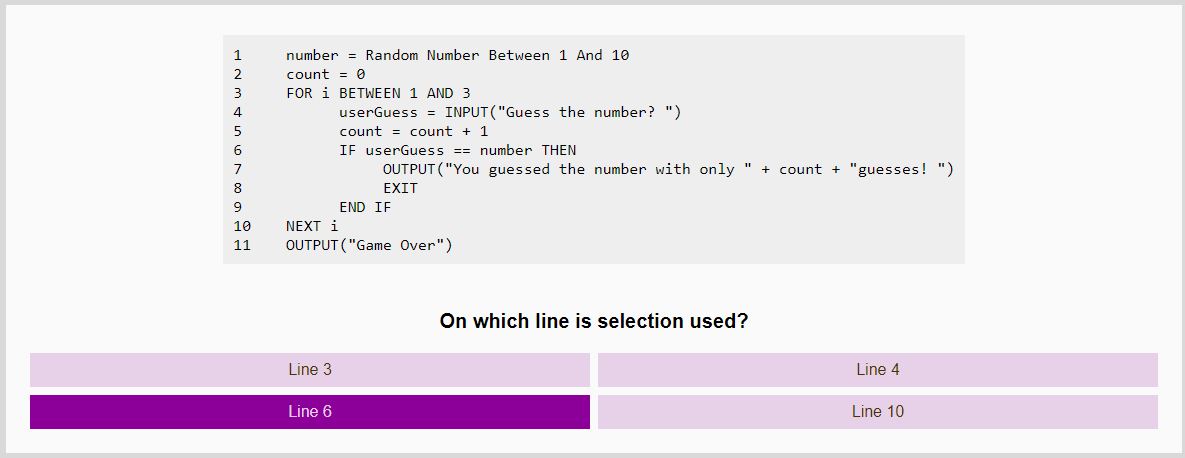 1 number = Random Number Between 1 And 10
2 count = 0
3 FOR i BETWEEN 1 AND 3
4 userGuess = INPUT("Guess the number? ")
5 count = count + 1
6 IF userGuess == number THEN
7 OUTPUT("You guessed the number with only " + count + "guesses! ")
8 EXIT
9 END IF
10 NEXT i
11 OUTPUT("Game Over")
On which line is selection used?
Line 3
Line 4
Line 6
Line 10